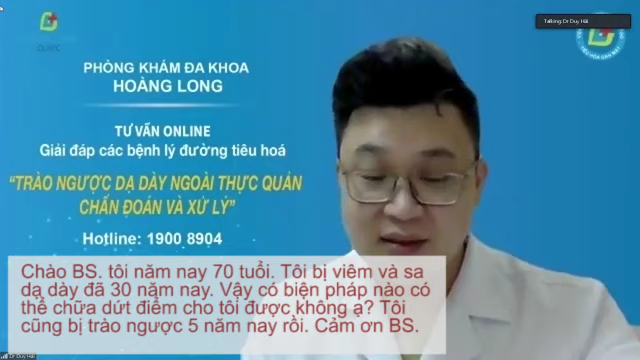 Talking: Dr Duy Hải
CLINIC
PHÒNG KHÁM ĐA KHOA
HOÀNG LONG
TƯ VẤN ONLINE
Giải đáp các bệnh lý đường tiêu hoá
“TRÀO NGƯỢC DẠ DÀY NGOÀI THỰC QUẢN
CHẨN ĐOÁN VÀ XỬ LÝ”
Hotline: 1900 8904
Chào BS. tôi năm nay 70 tuổi. Tôi bị viêm và sa
dạ dày đã 30 năm nay. Vậy có biện pháp nào có
thể chữa dứt điểm cho tôi được không ạ? Tôi
cũng bị trào ngược 5 năm nay rồi. Cảm ơn BS.
Dr Duy Hải